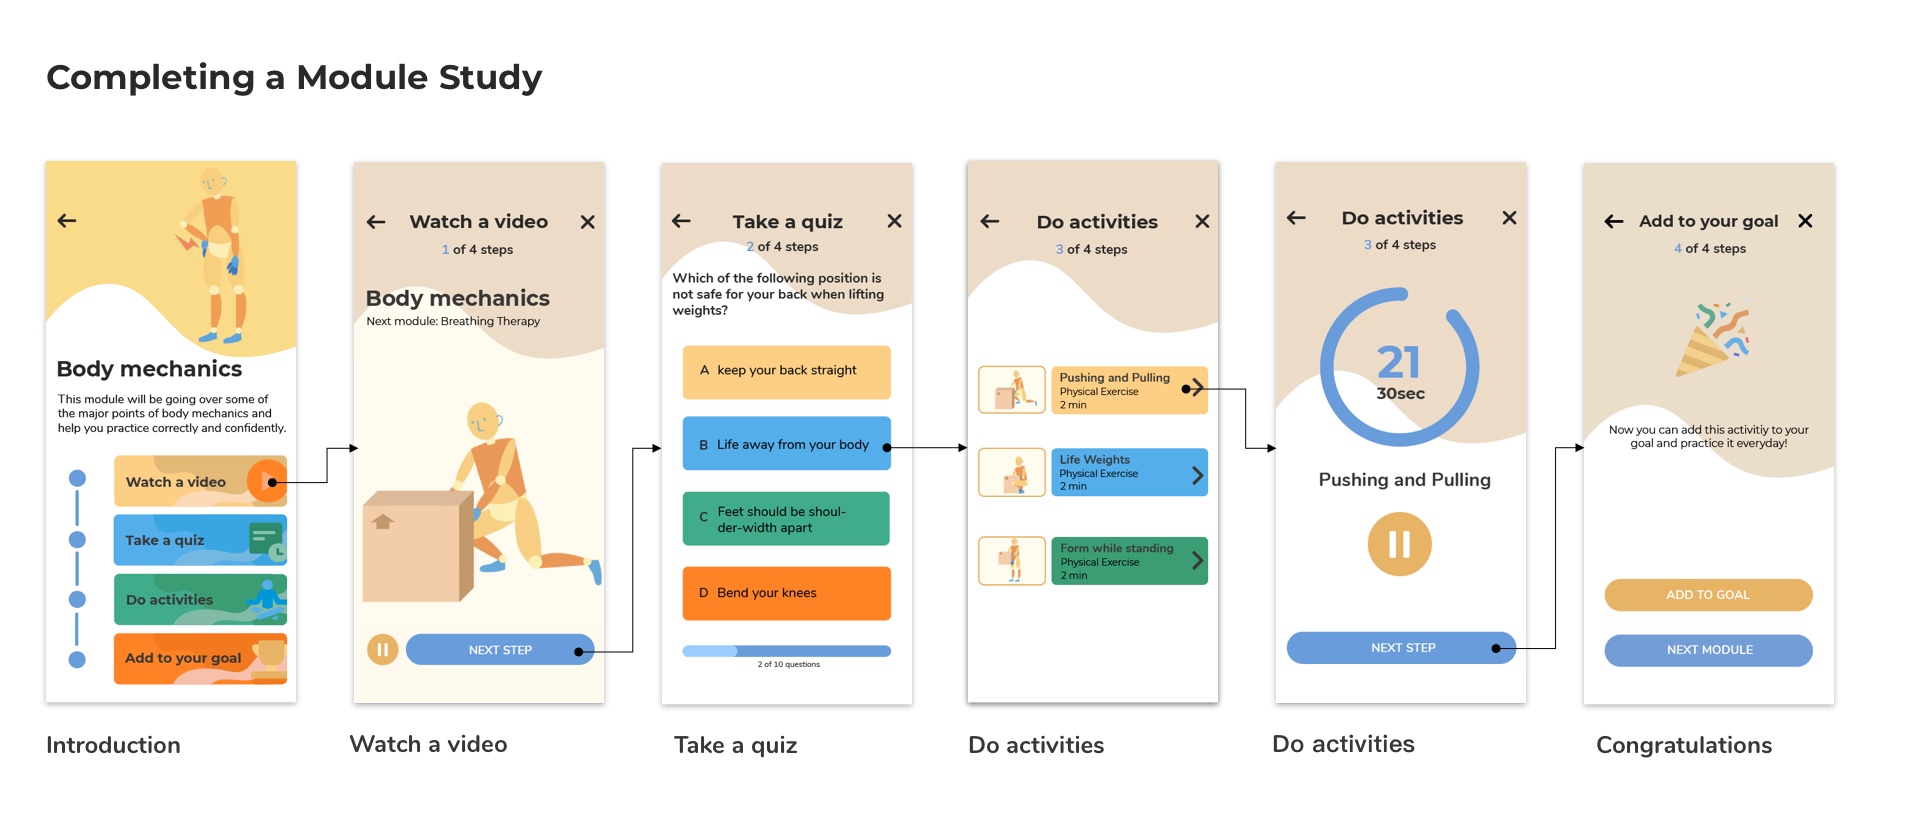 Completing a Module Study
Body mechanics
This module will be going over some of
the major points of body mechanics and
help you practice correctly and confidently.
Watch a video
Take a quiz
Do activities
Add to your goal
Introduction
Watch a video
1 of 4 steps
Body mechanics
Next module: Breathing Therapy
NEXT STEP
Watch a video
Take a quiz
2 of 4 steps
Which of the following position is
not safe for your back when lifting
weights?
A keep your back straight
B Life away from your body
C Feet should be shoul-
der-width apart
D Bend your knees
2 of 10 questions
Take a quiz
Do activities
3 of 4 steps
Pushing and Pulling
Physical Exercise
2 min
Life Weights
Physical Exercise
2 min
Form while standing
Physical Exercise
2 min
Do activities
Do activities
3 of 4 steps
21
30sec
Pushing and Pulling
NEXT STEP
Do activities
Add to your goal
4 of 4 steps
Now you can add this activitiy to your
goal and practice it everyday!
ADD TO GOAL
NEXT MODULE
Congratulations